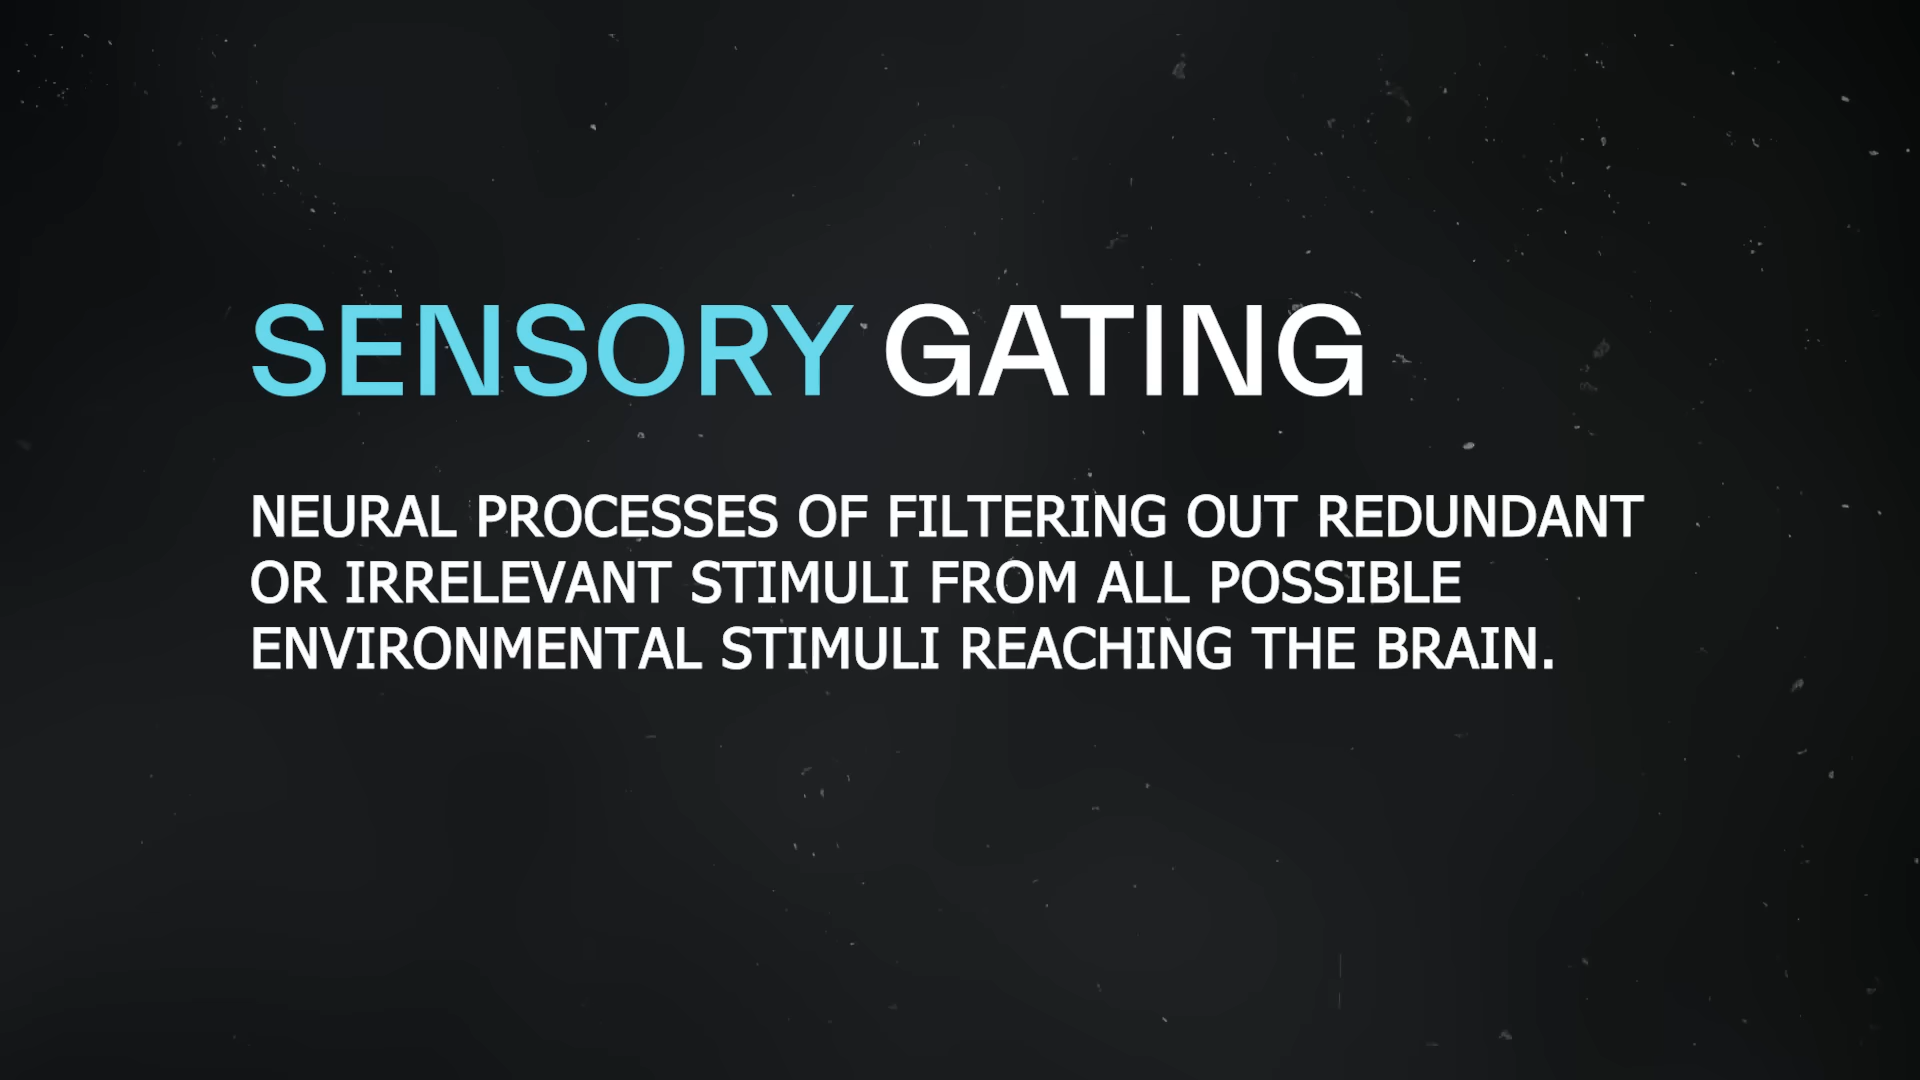 SENSORY GATING
NEURAL PROCESSES OF FILTERING OUT REDUNDANT
OR IRRELEVANT STIMULI FROM ALL POSSIBLE
ENVIRONMENTAL STIMULI REACHING THE BRAIN.